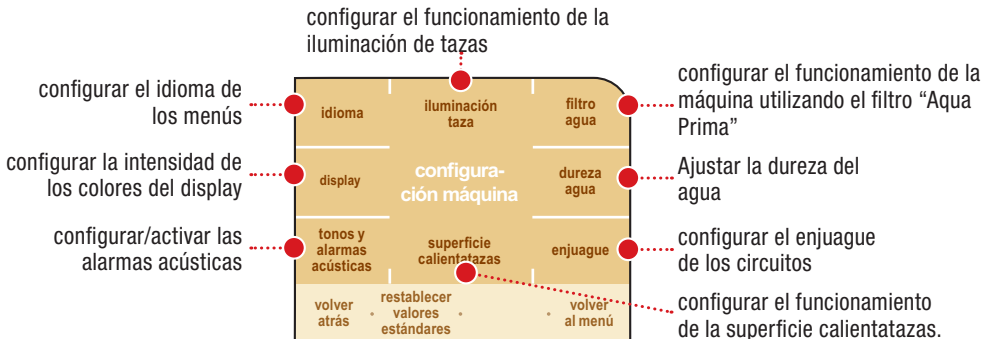 configurar el funcionamiento de la
iluminación de tazas
configurar el idioma de
los menús
configurar la intensidad de
los colores del display
configurar/activar las
alarmas acústicas
idioma
iluminación
taza
filtro
agua
display
configura-
ción máquina
dureza
agua
tonos y
alarmas
acústicas
superficie
calientatazas
enjuague
volver
atrás
restablecer
valores
estándares
volver
al menú
configurar el funcionamiento de la
máquina utilizando el filtro “Aqua
Prima”
Ajustar la dureza del
agua
configurar el enjuague
de los circuitos
configurar el funcionamiento
de la superficie calientatazas.